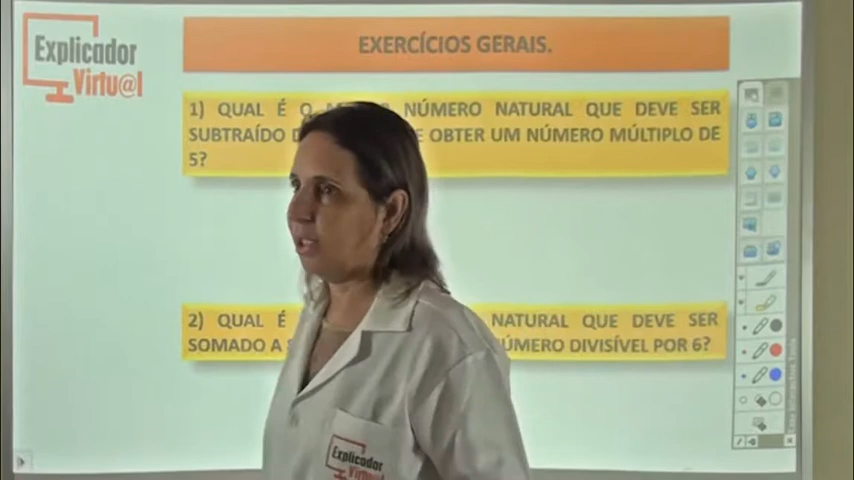 Explicador
Virtu@l
EXERCÍCIOS GERAIS.
1) QUAL É O NÚMERO NATURAL QUE DEVE SER
SUBTRAÍDO OBTER UM NÚMERO MÚLTIPLO DE
5?
2) QUAL É NATURAL QUE DEVE SER
SOMADO A NÚMERO DIVISÍVEL POR 6?
Explicador
Virtu@l